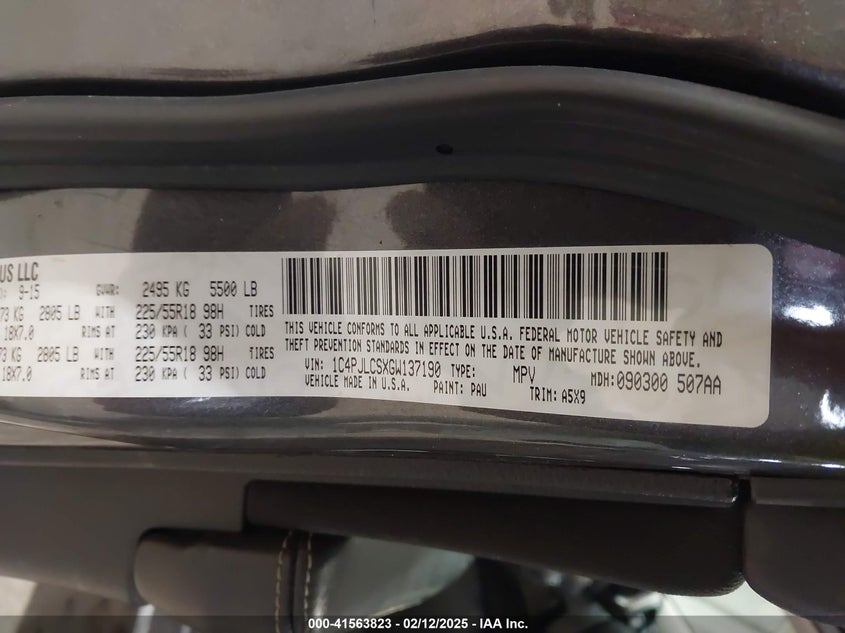 US LLC
9-15 GVWR: 2495 KG 5500 LB
73 KG 2805 LB WITH 225/55R18 98H TIRES
18X7.0 RIMS AT 230 KPA ( 33 PSI) COLD
73 KG 2805 LB WITH 225/55R18 98H TIRES
18X7.0 RIMS AT 230 KPA ( 33 PSI) COLD
THIS VEHICLE CONFORMS TO ALL APPLICABLE U.S.A. FEDERAL MOTOR VEHICLE SAFETY AND
THEFT PREVENTION STANDARDS IN EFFECT ON THE DATE OF MANUFACTURE SHOWN ABOVE.
VIN: 1C4PJLCSXGW137190 TYPE: MPV MDH:090300 507AA
VEHICLE MADE IN U.S.A. PAINT: PAU TRIM: A5X9
000-41563823 - 02/12/2025 - IAA Inc.